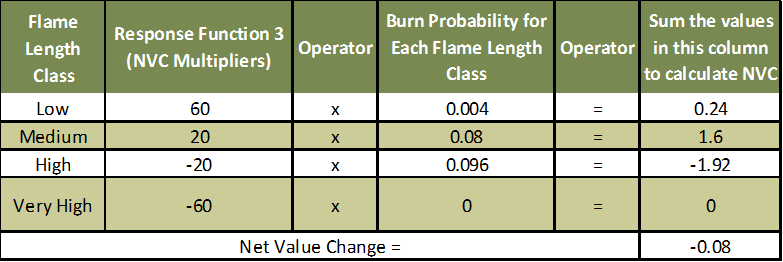 Flame Length Class Response Function 3 (NVC Multipliers) Operator Burn Probability for Each Flame Length Class Operator Sum the values in this column to calculate NVC
Low 60 x 0.004 = 0.24
Medium 20 x 0.08 = 1.6
High -20 x 0.096 = -1.92
Very High -60 x 0 = 0
Net Value Change = -0.08